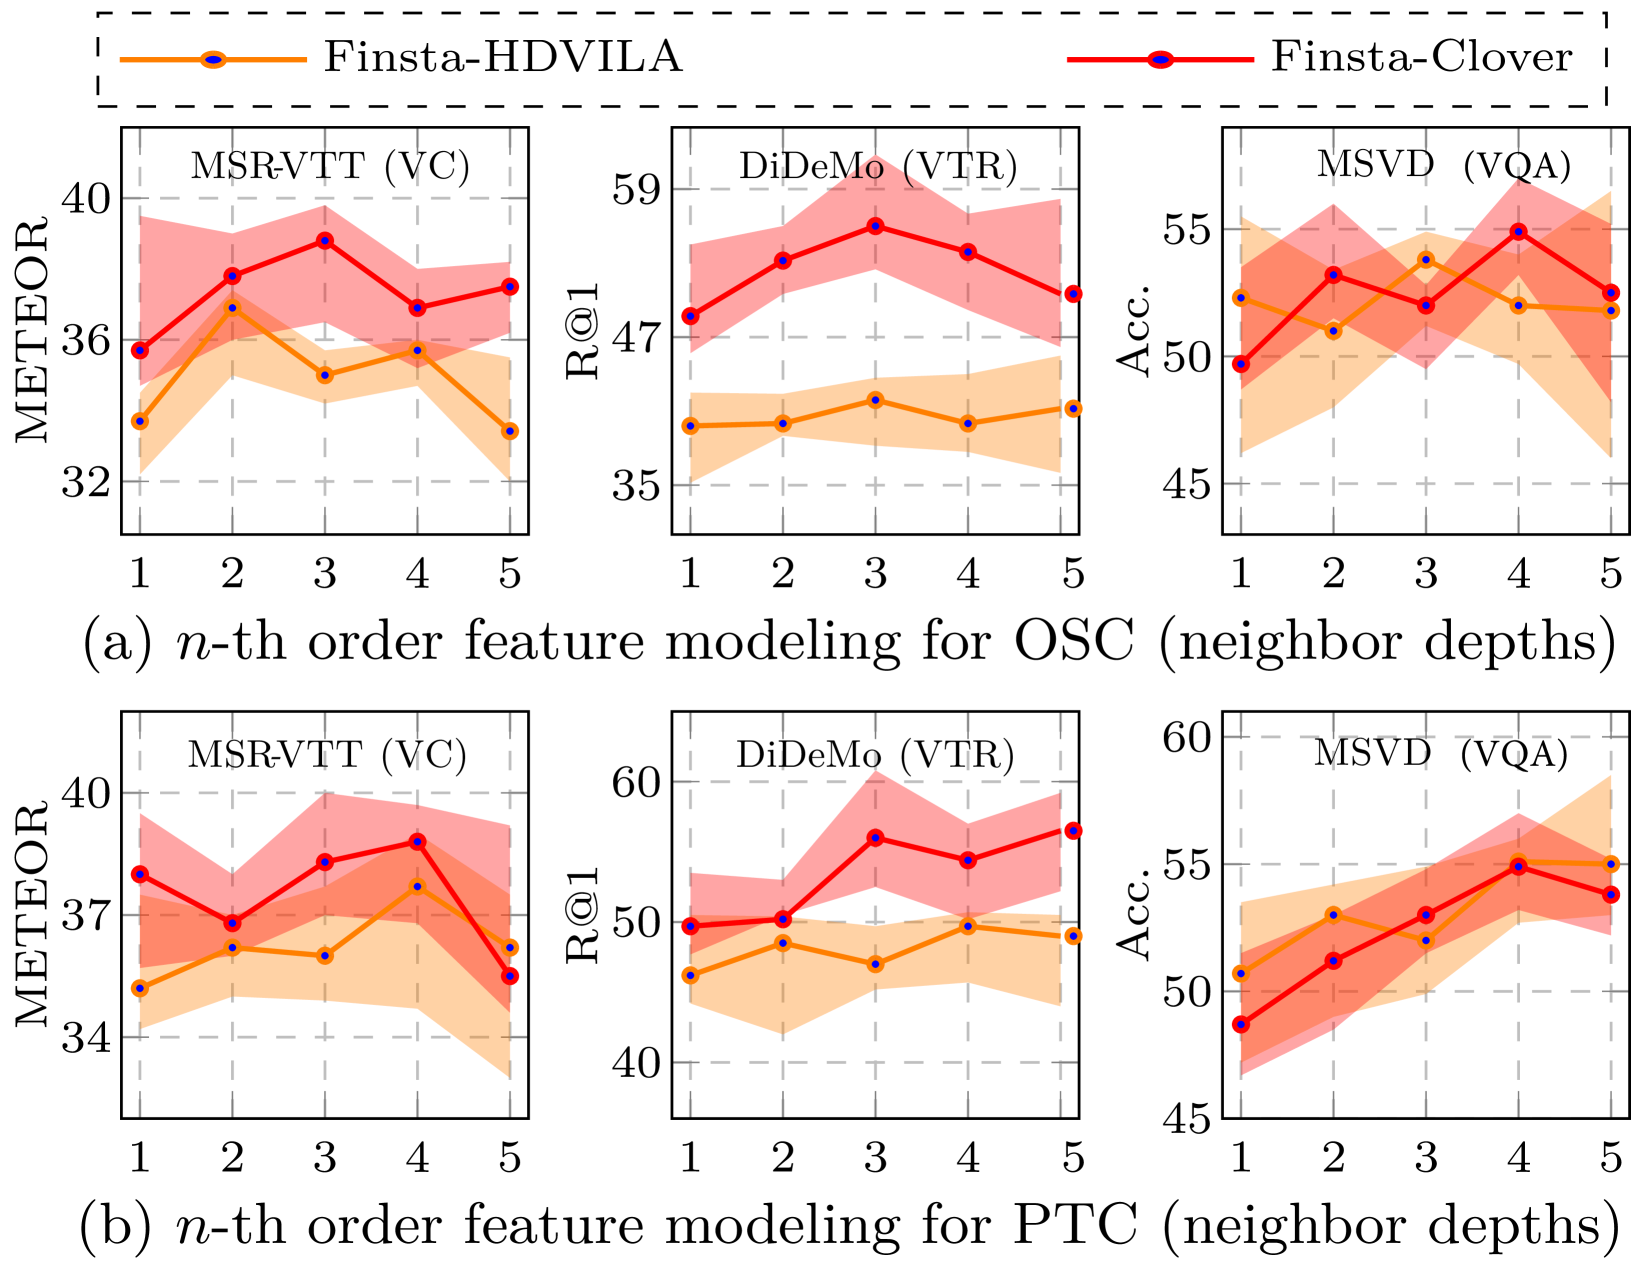 Finsta-HDVILA Finsta-Clover
MSR-VTT (VC) DiDeMo (VTR) MSVD (VQA)
METEOR
40
36
32
R@1
59
47
35
Acc.
55
50
45
1 2 3 4 5 1 2 3 4 5 1 2 3 4 5
(a) n-th order feature modeling for OSC (neighbor depths)
MSR-VTT (VC) DiDeMo (VTR) MSVD (VQA)
METEOR
40
37
34
R@1
60
50
40
Acc.
60
55
50
45
1 2 3 4 5 1 2 3 4 5 1 2 3 4 5
(b) n-th order feature modeling for PTC (neighbor depths)